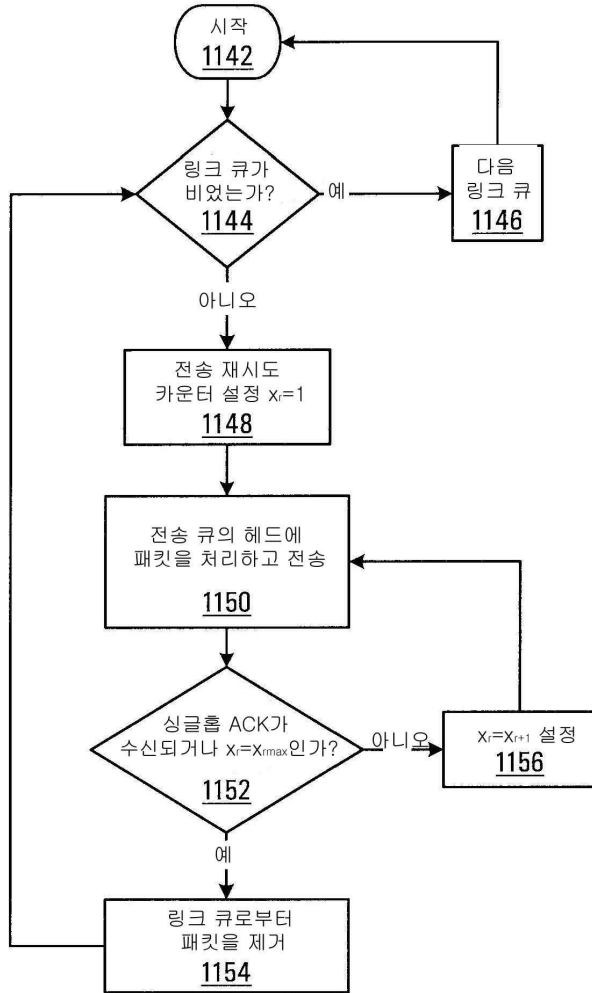 시작
1142
링크 큐가
비었는가?
1144
예
다음
링크 큐
1146
아니오
전송 재시도
카운터 설정 xr=1
1148
전송 큐의 헤드에
패킷을 처리하고 전송
1150
싱글홉 ACK가
수신되거나 xr=xrmax인가?
1152
아니오
xr=xr+1 설정
1156
예
링크 큐로부터
패킷을 제거
1154